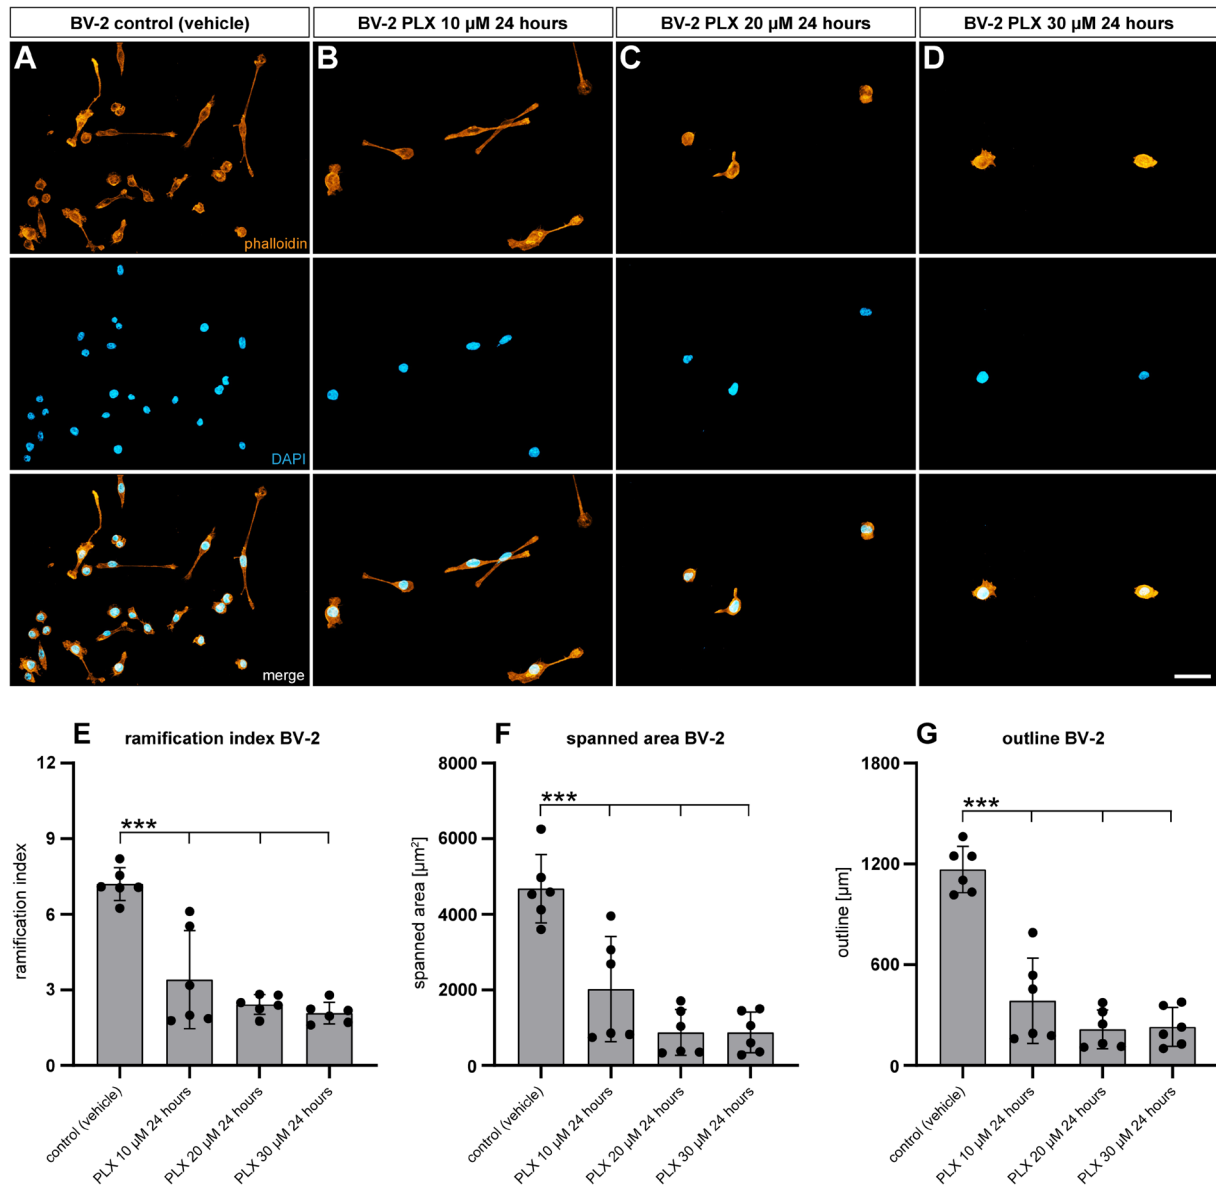 BV-2 control (vehicle)
BV-2 PLX 10 µM 24 hours
BV-2 PLX 20 µM 24 hours
BV-2 PLX 30 µM 24 hours
A
B
C
D
phalloidin
DAPI
merge
E
ramification index BV-2
12
9
6
3
0
ramification index
***
control (vehicle)
PLX 10 µM 24 hours
PLX 20 µM 24 hours
PLX 30 µM 24 hours
F
spanned area BV-2
8000
6000
4000
2000
0
spanned area [µm²]
***
control (vehicle)
PLX 10 µM 24 hours
PLX 20 µM 24 hours
PLX 30 µM 24 hours
G
outline BV-2
1800
1200
600
0
outline [µm]
***
control (vehicle)
PLX 10 µM 24 hours
PLX 20 µM 24 hours
PLX 30 µM 24 hours